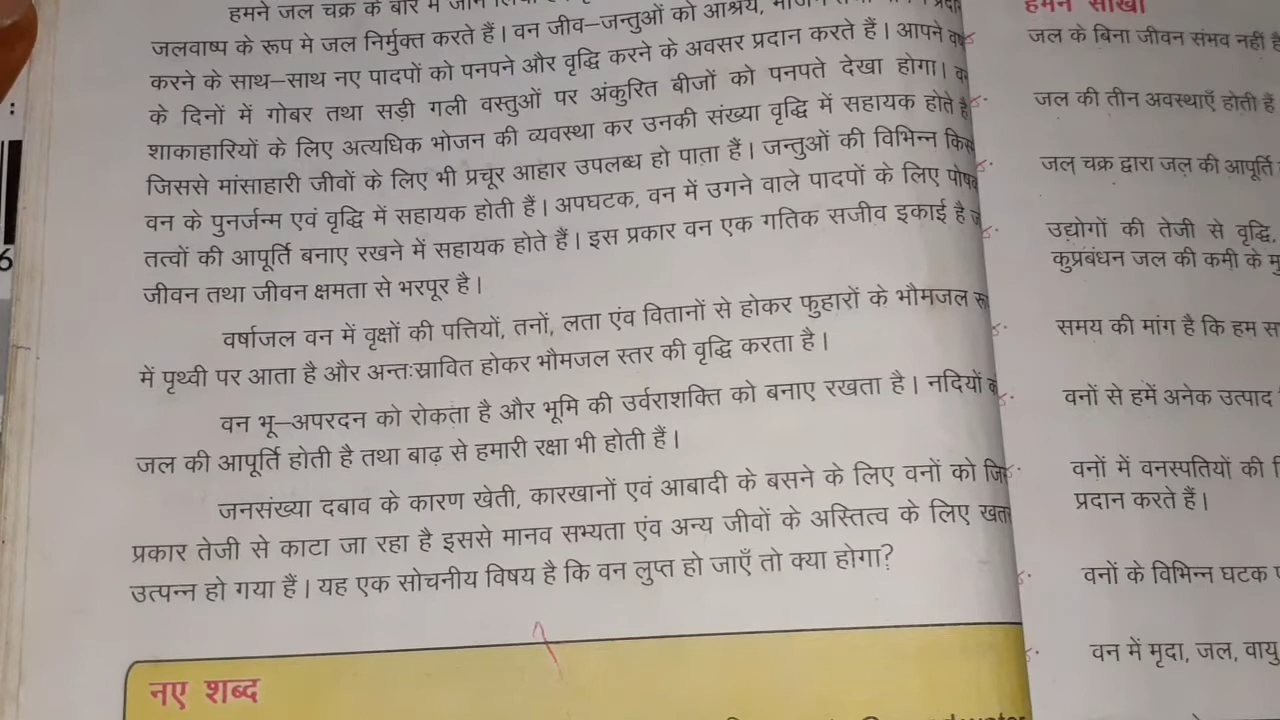 हमने जल चक्र के बारे में जान
जलवाष्प के रूप मे जल निर्मुक्त करते हैं। वन जीव–जन्तुओं को आश्रय,
करने के साथ–साथ नए पादपों को पनपने और वृद्धि करने के अवसर प्रदान करते हैं। आपने
के दिनों में गोबर तथा सड़ी गली वस्तुओं पर अंकुरित बीजों को पनपते देखा होगा।
शाकाहारियों के लिए अत्यधिक भोजन की व्यवस्था कर उनकी संख्या वृद्धि में सहायक होते है
जिससे मांसाहारी जीवों के लिए भी प्रचूर आहार उपलब्ध हो पाता हैं। जन्तुओं की विभिन्न
वन के पुनर्जन्म एवं वृद्धि में सहायक होती हैं। अपघटक, वन में उगने वाले पादपों के लिए
तत्वों की आपूर्ति बनाए रखने में सहायक होते हैं। इस प्रकार वन एक गतिक सजीव इकाई है
जीवन तथा जीवन क्षमता से भरपूर है।
वर्षाजल वन में वृक्षों की पत्तियों, तनों, लता एंव वितानों से होकर फुहारों के भौमजल
में पृथ्वी पर आता है और अन्तःस्रावित होकर भौमजल स्तर की वृद्धि करता है।
वन भू–अपरदन को रोकता है और भूमि की उर्वराशक्ति को बनाए रखता है। नदियों
जल की आपूर्ति होती है तथा बाढ़ से हमारी रक्षा भी होती हैं।
जनसंख्या दबाव के कारण खेती, कारखानों एवं आबादी के बसने के लिए वनों को
प्रकार तेजी से काटा जा रहा है इससे मानव सभ्यता एंव अन्य जीवों के अस्तित्व के लिए
उत्पन्न हो गया हैं। यह एक सोचनीय विषय है कि वन लुप्त हो जाएँ तो क्या होगा?
नए शब्द
हमने सीखा
जल के बिना जीवन संभव नहीं
जल की तीन अवस्थाएँ होती हैं
जल चक्र द्वारा जल की आपूर्ति
उद्योगों की तेजी से वृद्धि,
कुप्रबंधन जल की कमी के
समय की मांग है कि हम
वनों से हमें अनेक उत्पाद
वनों में वनस्पतियों की
प्रदान करते हैं।
वनों के विभिन्न घटक
वन में मृदा, जल, वायु